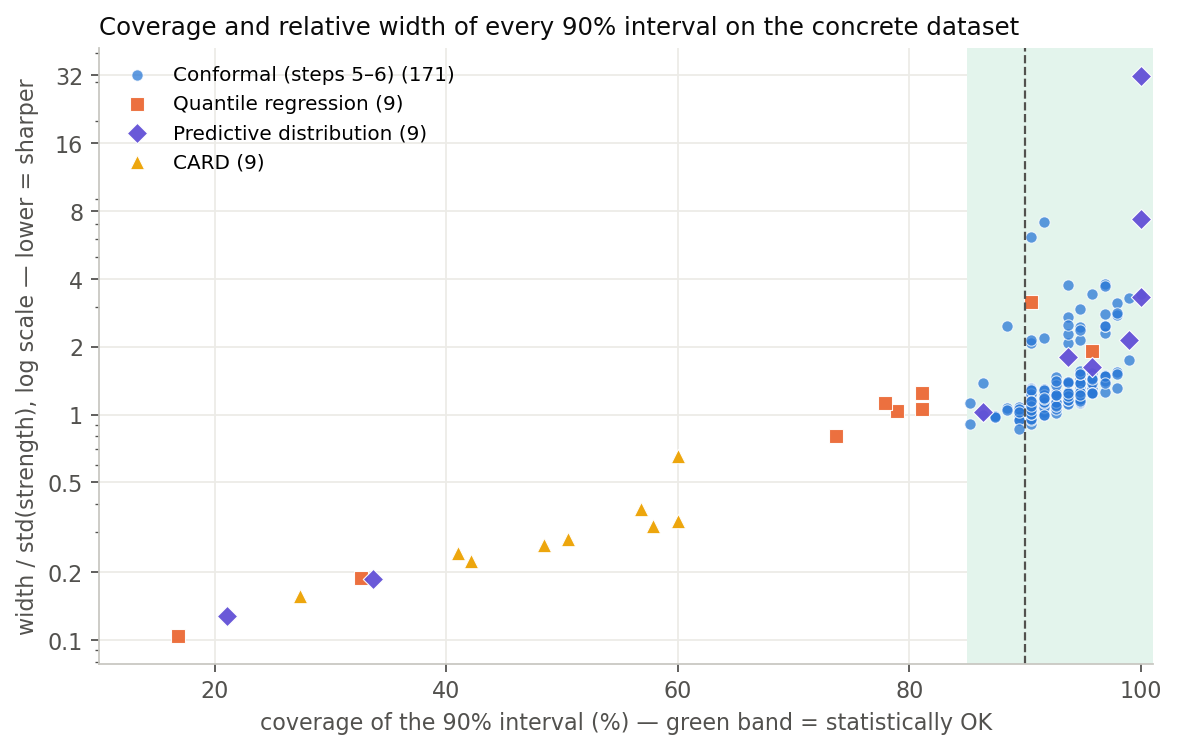 Coverage and relative width of every 90% interval on the concrete dataset
width / std(strength), log scale — lower = sharper
32
16
8
4
2
1
0.5
0.2
0.1
Conformal (steps 5–6) (171)
Quantile regression (9)
Predictive distribution (9)
CARD (9)
20
40
60
80
100
coverage of the 90% interval (%) — green band = statistically OK